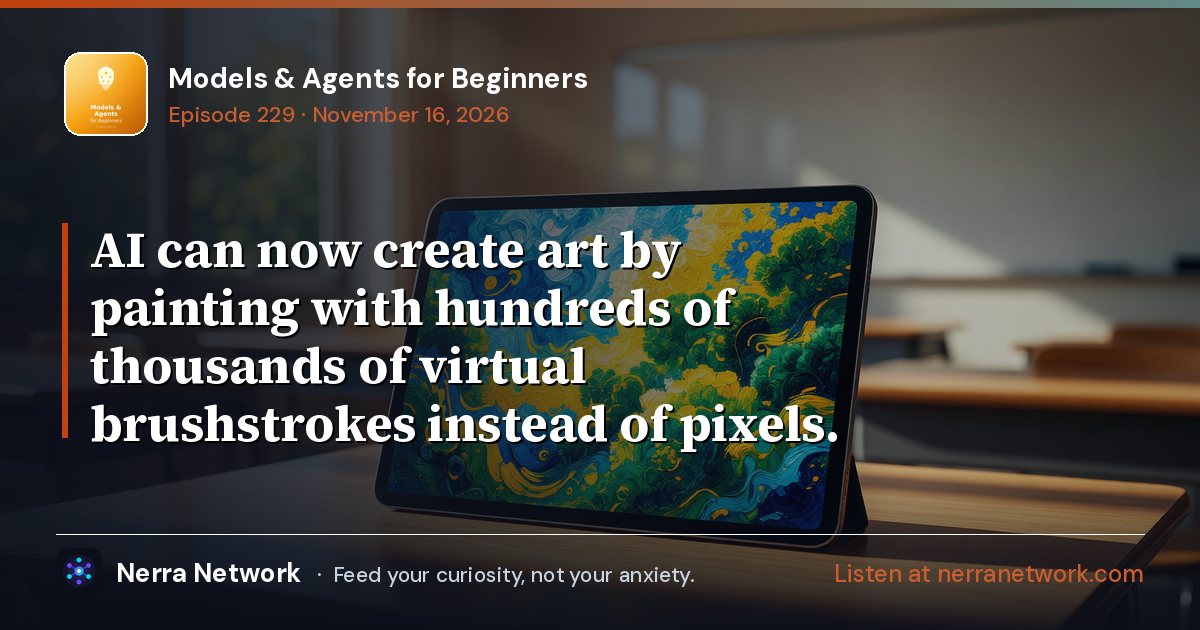 Models & Agents for Beginners
Episode 229 · November 16, 2026
Models &
Agents
for Beginners
AI can now create art by
painting with hundreds of
thousands of virtual
brushstrokes instead of pixels.
Nerra Network · Feed your curiosity, not your anxiety.
Listen at nerranetwork.com